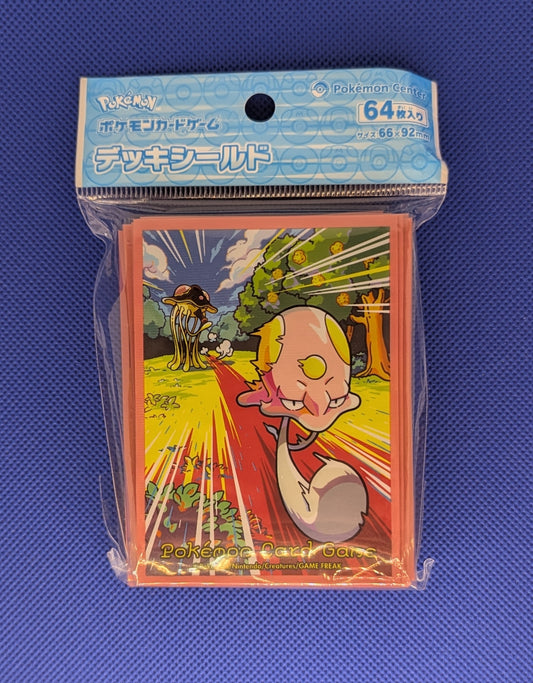 Pokémon
ポケモンカードゲーム
デッキシールド
Pokémon Center
64枚入り
サイズ 66×92mm
Pokémon Card Game
Nintendo/Creatures/GAME FREAK